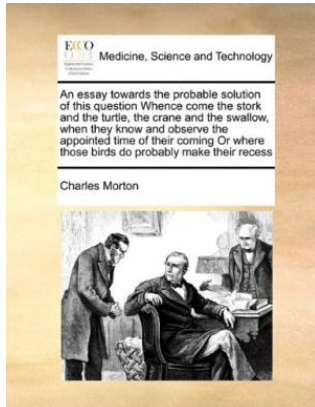 ECCO
Medicine, Science and Technology
An essay towards the probable solution
of this question Whence come the stork
and the turtle, the crane and the swallow,
when they know and observe the
appointed time of their coming Or where
those birds do probably make their recess
Charles Morton